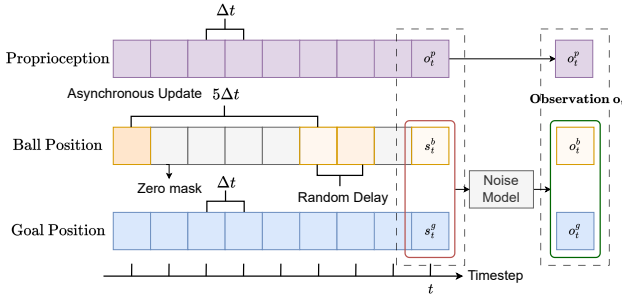 Δt
Proprioception
o_t^p
o_t^p
Asynchronous Update 5Δt
Observation o,
Ball Position
s_t^b
o_t^b
Zero mask
Δt
Random Delay
Noise
Model
Goal Position
s_t^g
o_t^g
Timestep
t